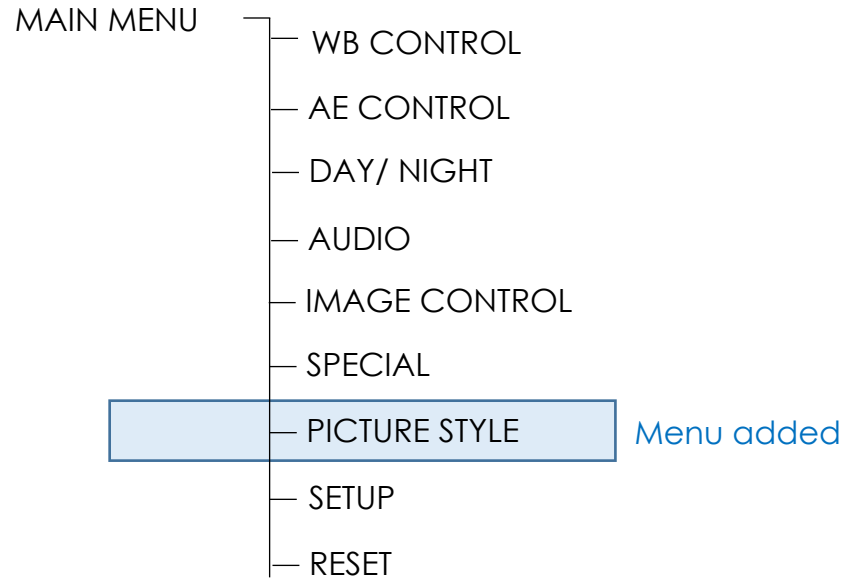 MAIN MENU
WB CONTROL
AE CONTROL
DAY/ NIGHT
AUDIO
IMAGE CONTROL
SPECIAL
PICTURE STYLE Menu added
SETUP
RESET